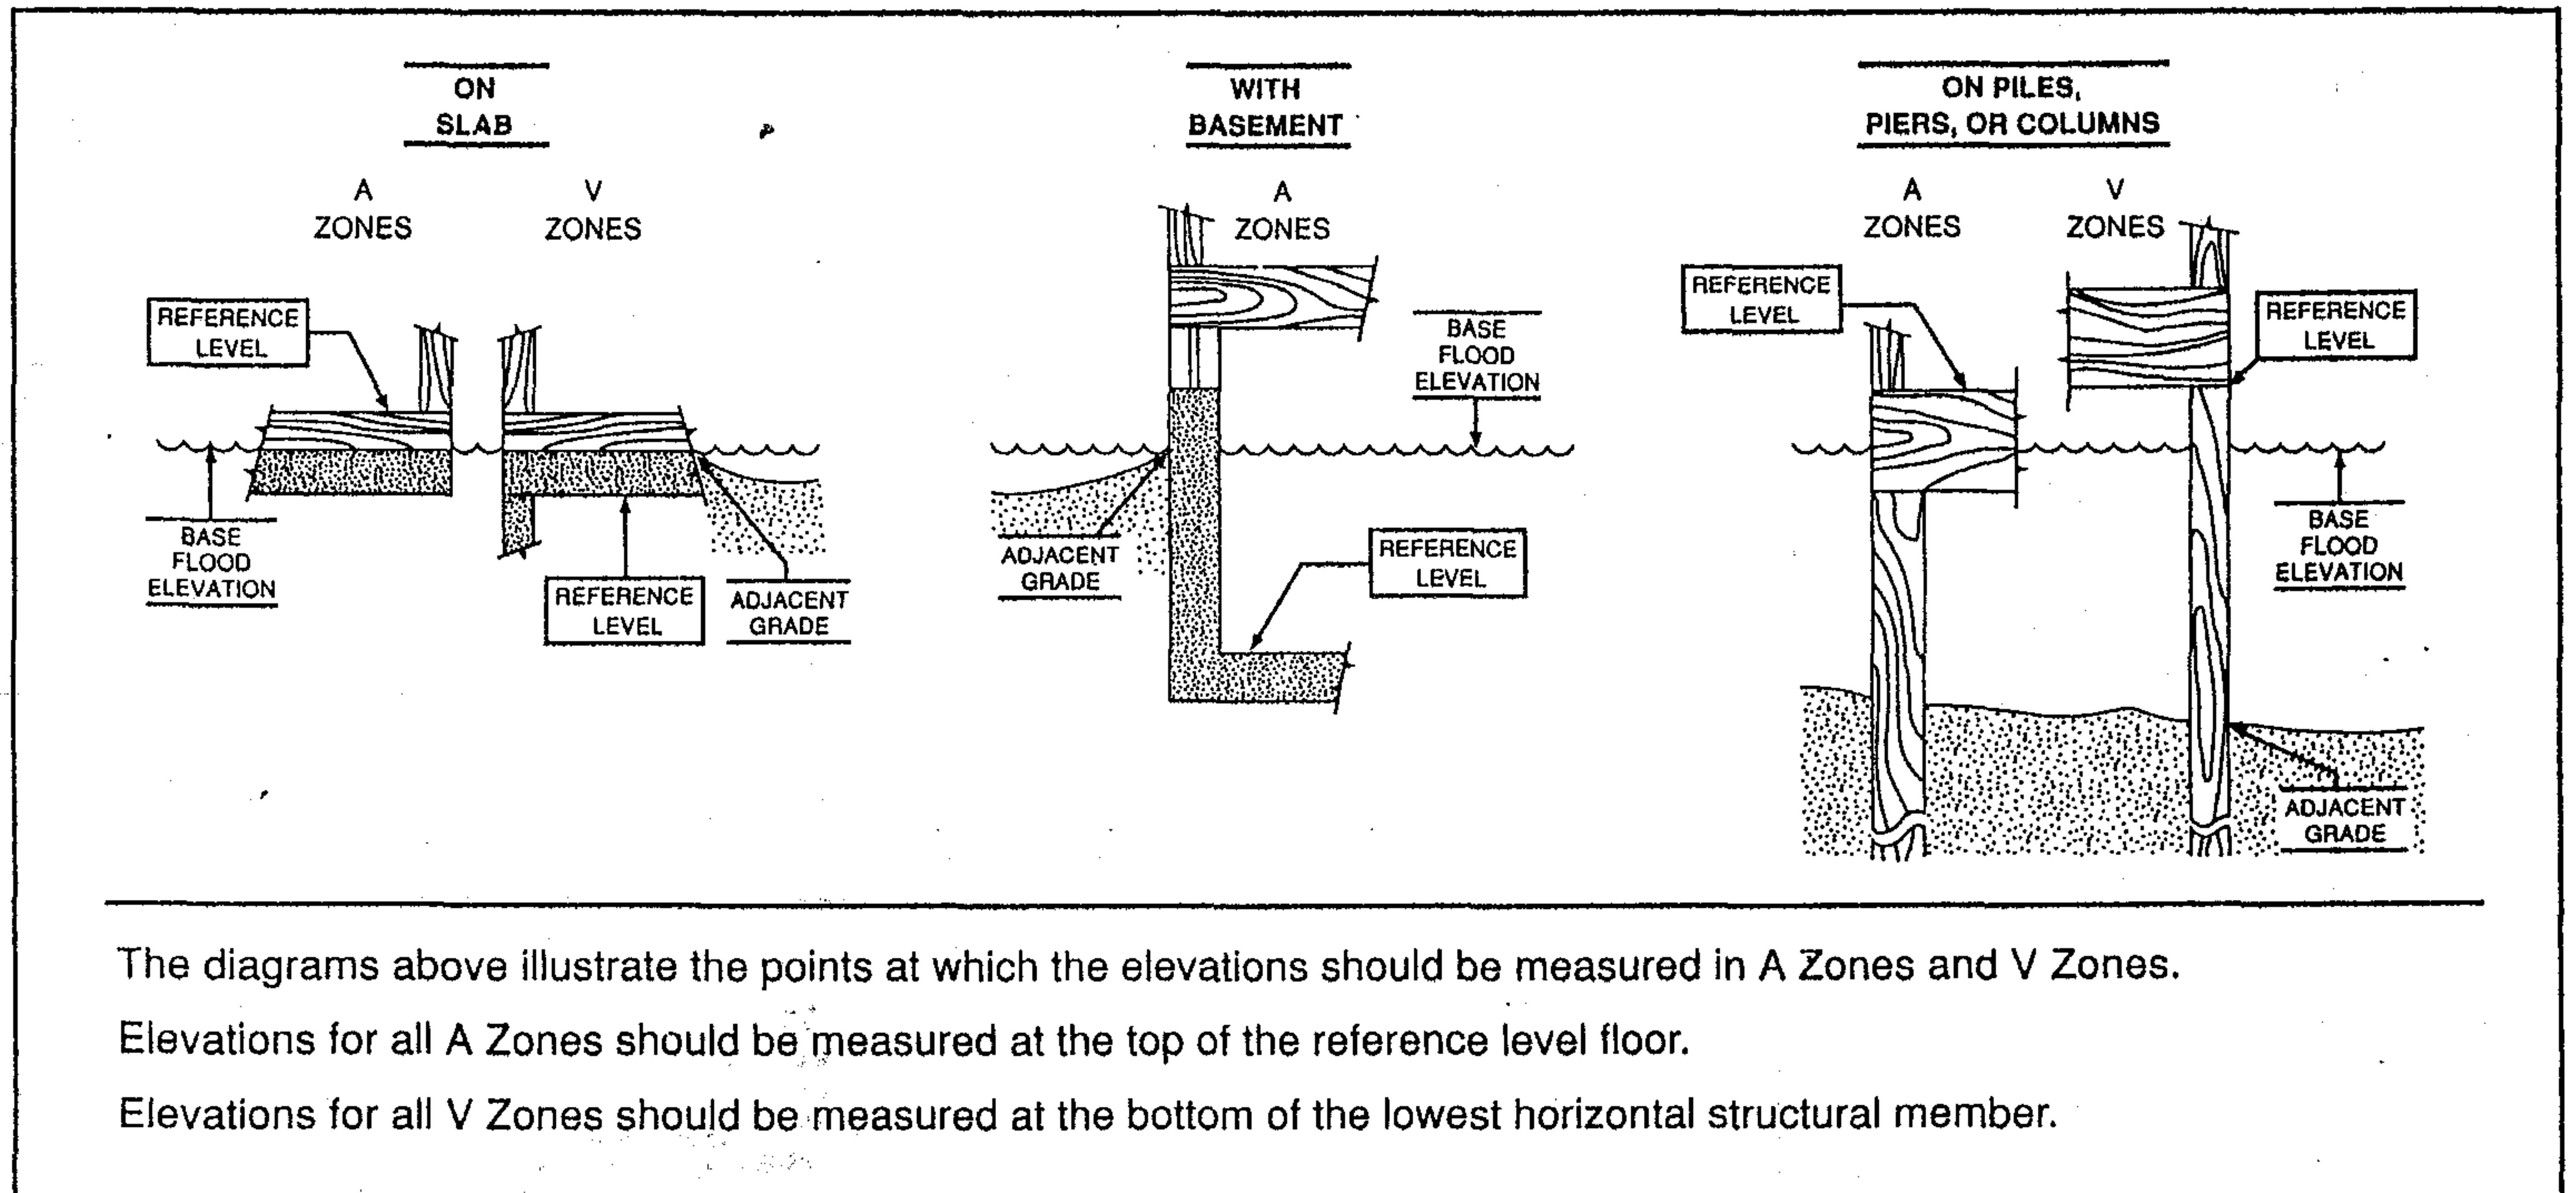 ON
SLAB
A
ZONES
V
ZONES
REFERENCE
LEVEL
BASE
FLOOD
ELEVATION
REFERENCE
LEVEL
ADJACENT
GRADE
WITH
BASEMENT
A
ZONES
BASE
FLOOD
ELEVATION
ADJACENT
GRADE
REFERENCE
LEVEL
ON PILES,
PIERS, OR COLUMNS
A
ZONES
V
ZONES
REFERENCE
LEVEL
REFERENCE
LEVEL
BASE
FLOOD
ELEVATION
ADJACENT
GRADE
The diagrams above illustrate the points at which the elevations should be measured in A Zones and V Zones.
Elevations for all A Zones should be measured at the top of the reference level floor.
Elevations for all V Zones should be measured at the bottom of the lowest horizontal structural member.